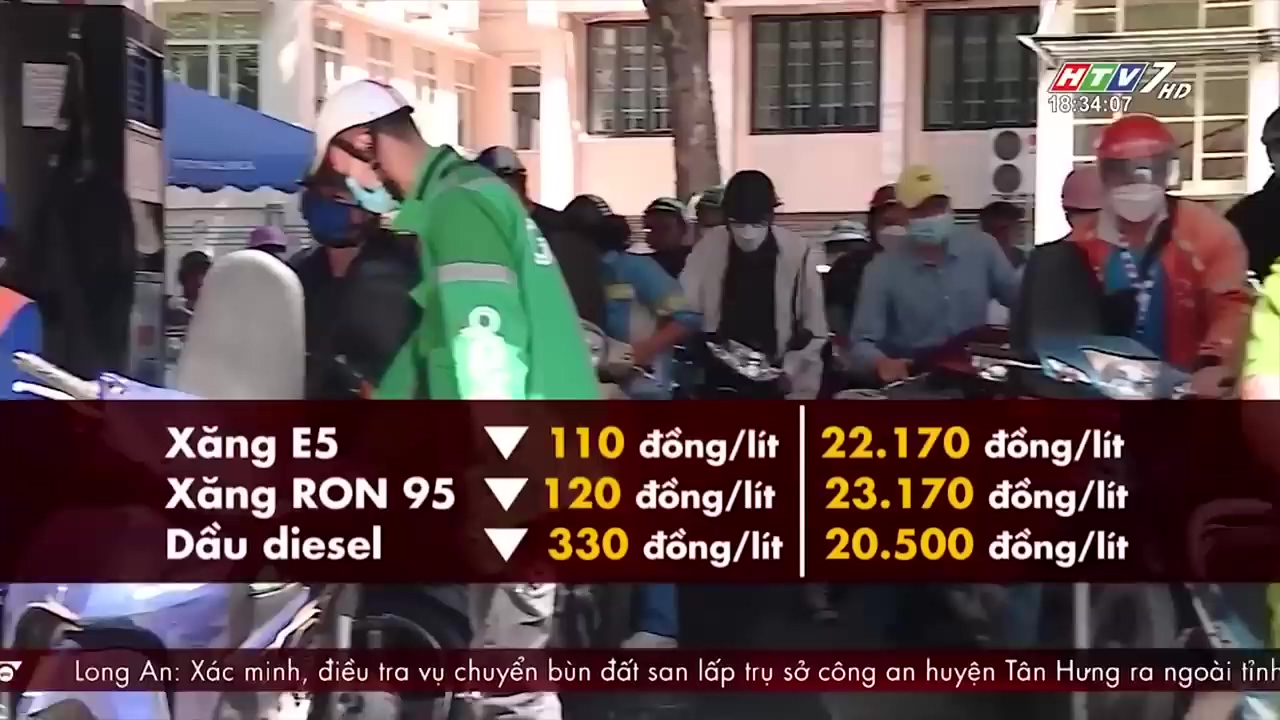 HTV7 HD
18:34:07
Xăng E5 ▼ 110 đồng/lít 22.170 đồng/lít
Xăng RON 95 ▼ 120 đồng/lít 23.170 đồng/lít
Dầu diesel ▼ 330 đồng/lít 20.500 đồng/lít
Long An: Xác minh, điều tra vụ chuyển bùn đất san lấp trụ sở công an huyện Tân Hưng ra ngoài tỉnh